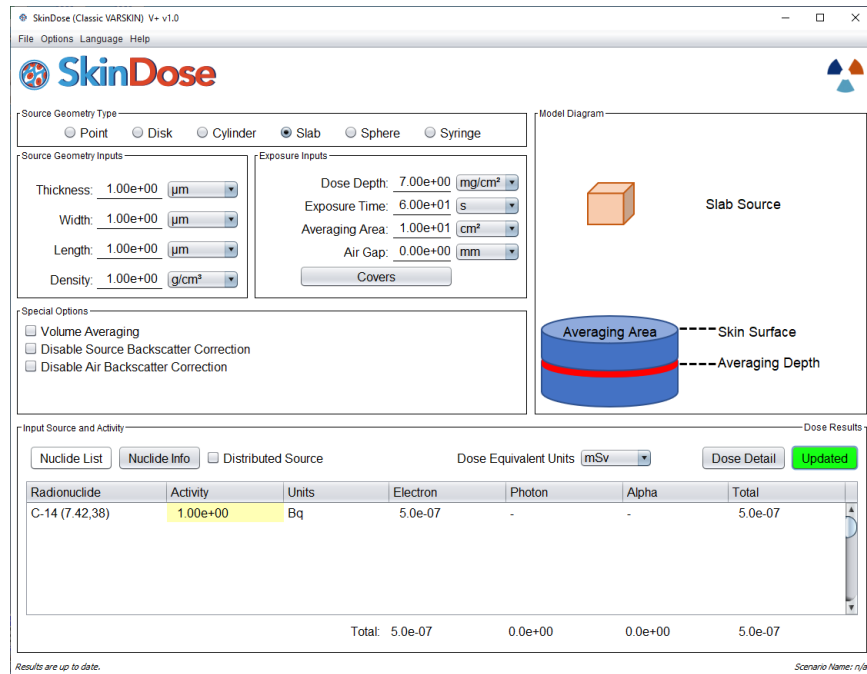 SkinDose (Classic VARSKIN) V+ v1.0
File Options Language Help
SkinDose
Source Geometry Type
Point Disk Cylinder Slab Sphere Syringe
Source Geometry Inputs
Thickness: 1.00e+00 µm
Width: 1.00e+00 µm
Length: 1.00e+00 µm
Density: 1.00e+00 g/cm³
Exposure Inputs
Dose Depth: 7.00e+00 mg/cm²
Exposure Time: 6.00e+01 s
Averaging Area: 1.00e+01 cm²
Air Gap: 0.00e+00 mm
Covers
Special Options
Volume Averaging
Disable Source Backscatter Correction
Disable Air Backscatter Correction
Model Diagram
Slab Source
Averaging Area
Skin Surface
Averaging Depth
Input Source and Activity Dose Results
Nuclide List Nuclide Info Distributed Source Dose Equivalent Units mSv Dose Detail Updated
Radionuclide Activity Units Electron Photon Alpha Total
C-14 (7.42,38) 1.00e+00 Bq 5.0e-07 - - 5.0e-07
Total: 5.0e-07 0.0e+00 0.0e+00 5.0e-07
Results are up to date. Scenario Name: n/a